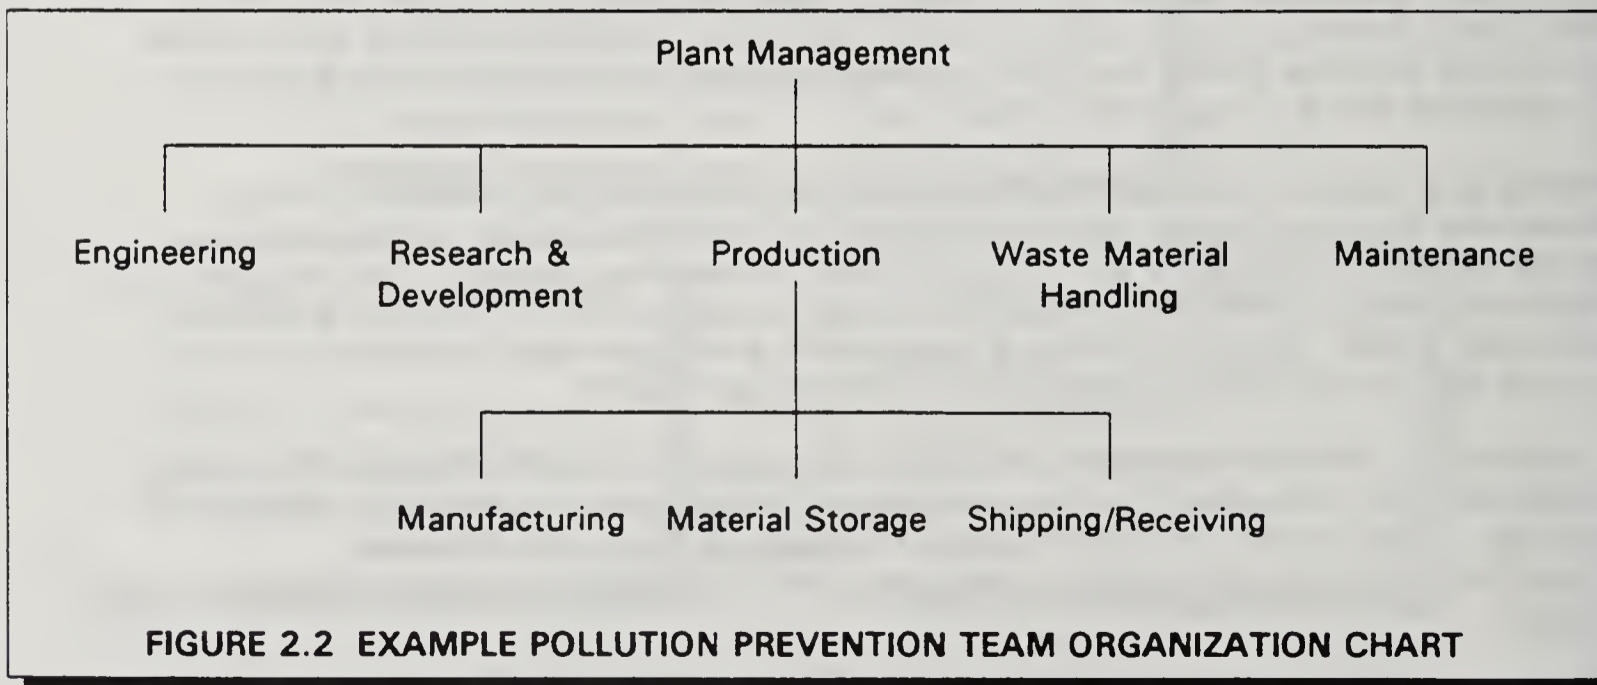 Plant Management
Engineering
Research &
Development
Production
Waste Material
Handling
Maintenance
Manufacturing
Material Storage
Shipping/Receiving
FIGURE 2.2 EXAMPLE POLLUTION PREVENTION TEAM ORGANIZATION CHART